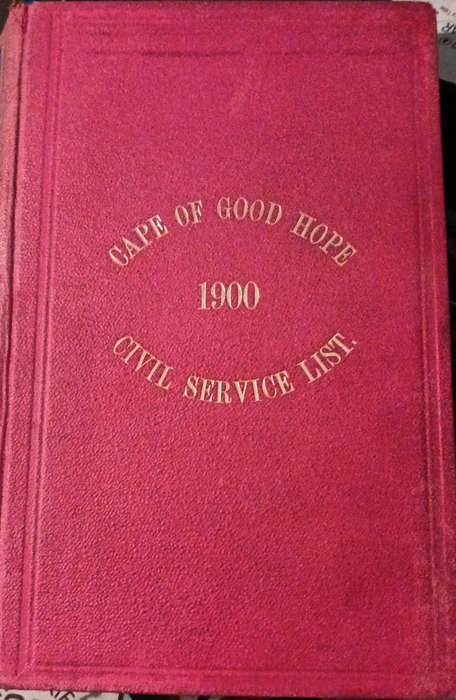 CAPE OF GOOD HOPE
1900
CIVIL SERVICE LIST.